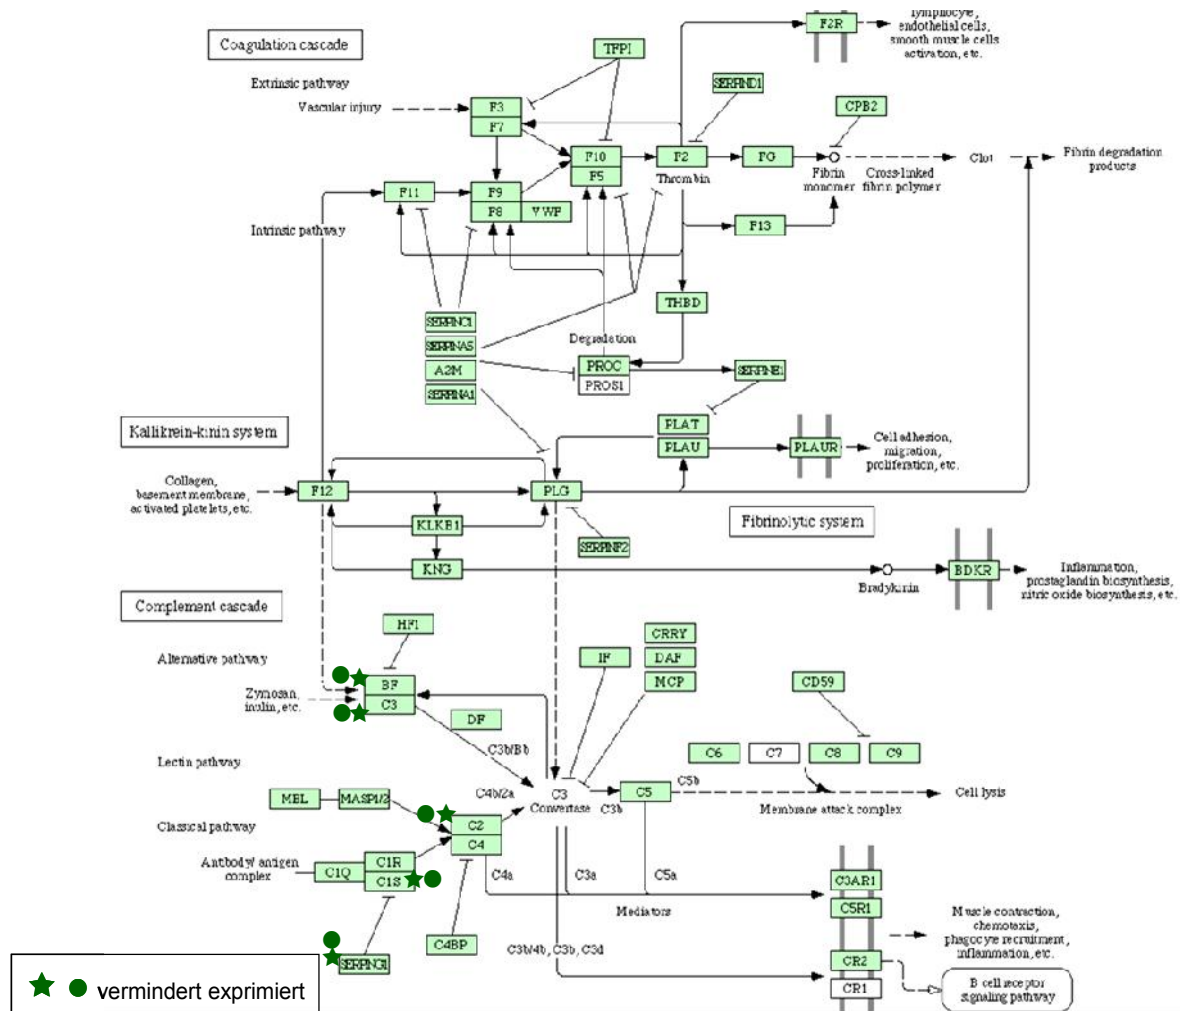 lymphocyte,
endothelial cells,
smooth muscle cells
activation, etc.
F2R
Coagulation cascade
TFPI
Extrinsic pathway
Vascular injury
F3
F7
SERPIND1
CPB2
F10
F5
F2
Thrombin
FG
Fibrin
monomer
Cross-linked
fibrin polymer
Clot
Fibrin degradation
products
F11
F9
F8
VWF
F13
Intrinsic pathway
THBD
SERPINC1
SERPINA5
A2M
SERPINA1
Degradation
PROC
PROS1
SERPINE1
PLAT
PLAU
PLAUR
Cell adhesion,
migration,
proliferation, etc.
Kallikrein-kinin system
Collagen,
basement membrane,
activated platelets, etc.
F12
PLG
KLKB1
SERPINF2
Fibrinolytic system
KNG
Bradykinin
BDKR
Inflammation,
prostaglandin biosynthesis,
nitric oxide biosynthesis, etc.
Complement cascade
HF1
CRRY
DAF
MCP
IF
Alternative pathway
BF
C3
Zymosan,
inulin, etc.
DF
C3b/Bb
CD59
C6
C7
C8
C9
Lectin pathway
C4b/2a
C3
Convertase
C3b
C5
C5b
Membrane attack complex
Cell lysis
MBL
MASP1/2
Classical pathway
C2
C4
Antibody/ antigen
complex
C1Q
C1R
C1S
C4a
C3a
C5a
Mediators
C3AR1
C5R1
Muscle contraction,
chemotaxis,
phagocyte recruitment,
inflammation, etc.
C4BP
SERPING1
C3b/4b, C3b, C3d
CR2
CR1
B cell receptor
signaling pathway
vermindert exprimiert